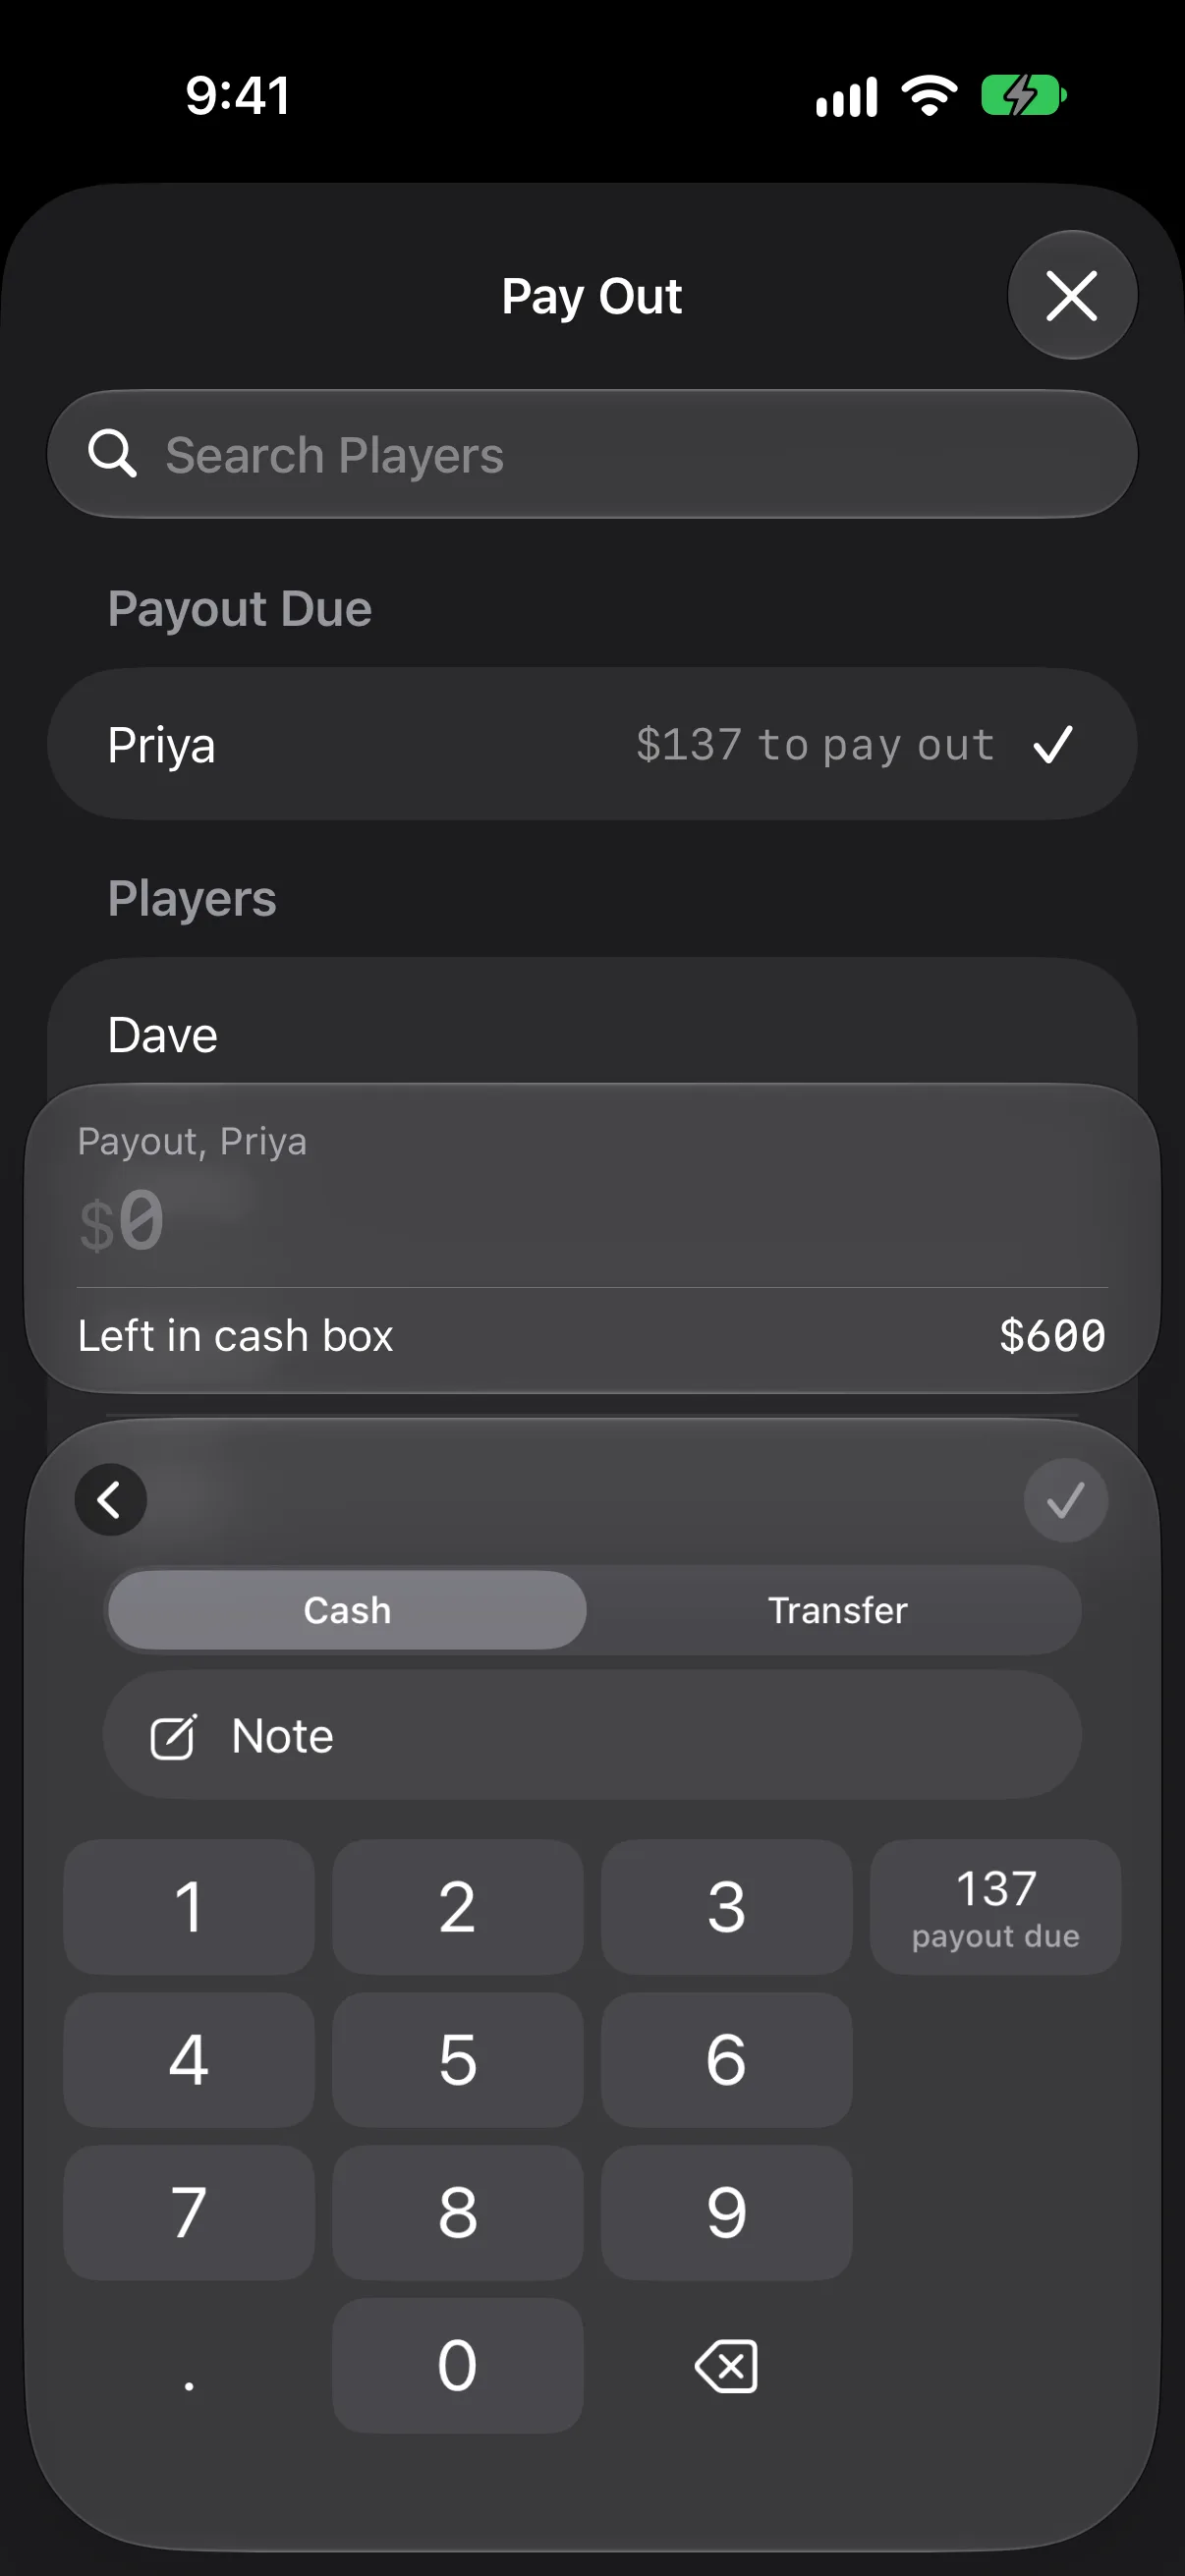 9:41
Pay Out
Search Players
Payout Due
Priya $137 to pay out
Players
Dave
Payout, Priya
$0
Left in cash box $600
Cash Transfer
Note
1 2 3 137
payout due
4 5 6
7 8 9
. 0